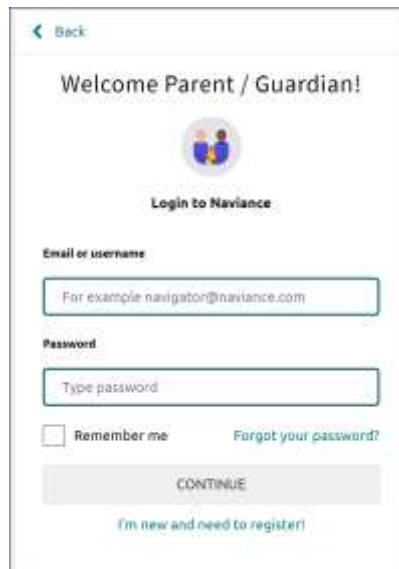 Back
Welcome Parent / Guardian!
Login to Naviance
Email or username
For example navigator@naviance.com
Password
Type password
Remember me Forgot your password?
CONTINUE
I'm new and need to register!